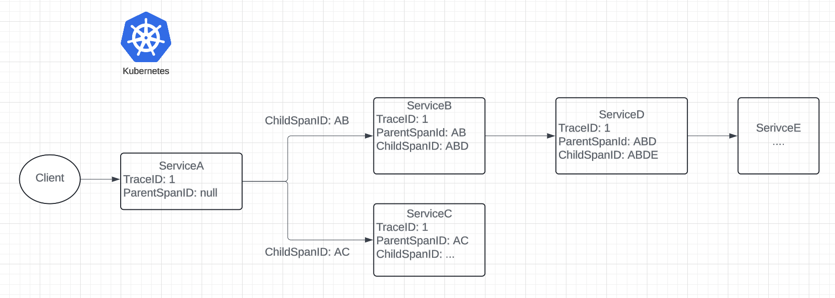 Kubernetes
Client
ServiceA
TraceID: 1
ParentSpanID: null
ChildSpanID: AB
ChildSpanID: AC
ServiceB
TraceID: 1
ParentSpanId: AB
ChildSpanID: ABD
ServiceC
TraceID: 1
ParentSpanID: AC
ChildSpanID: ...
ServiceD
TraceID: 1
ParentSpanId: ABD
ChildSpanID: ABDE
SerivceE
....